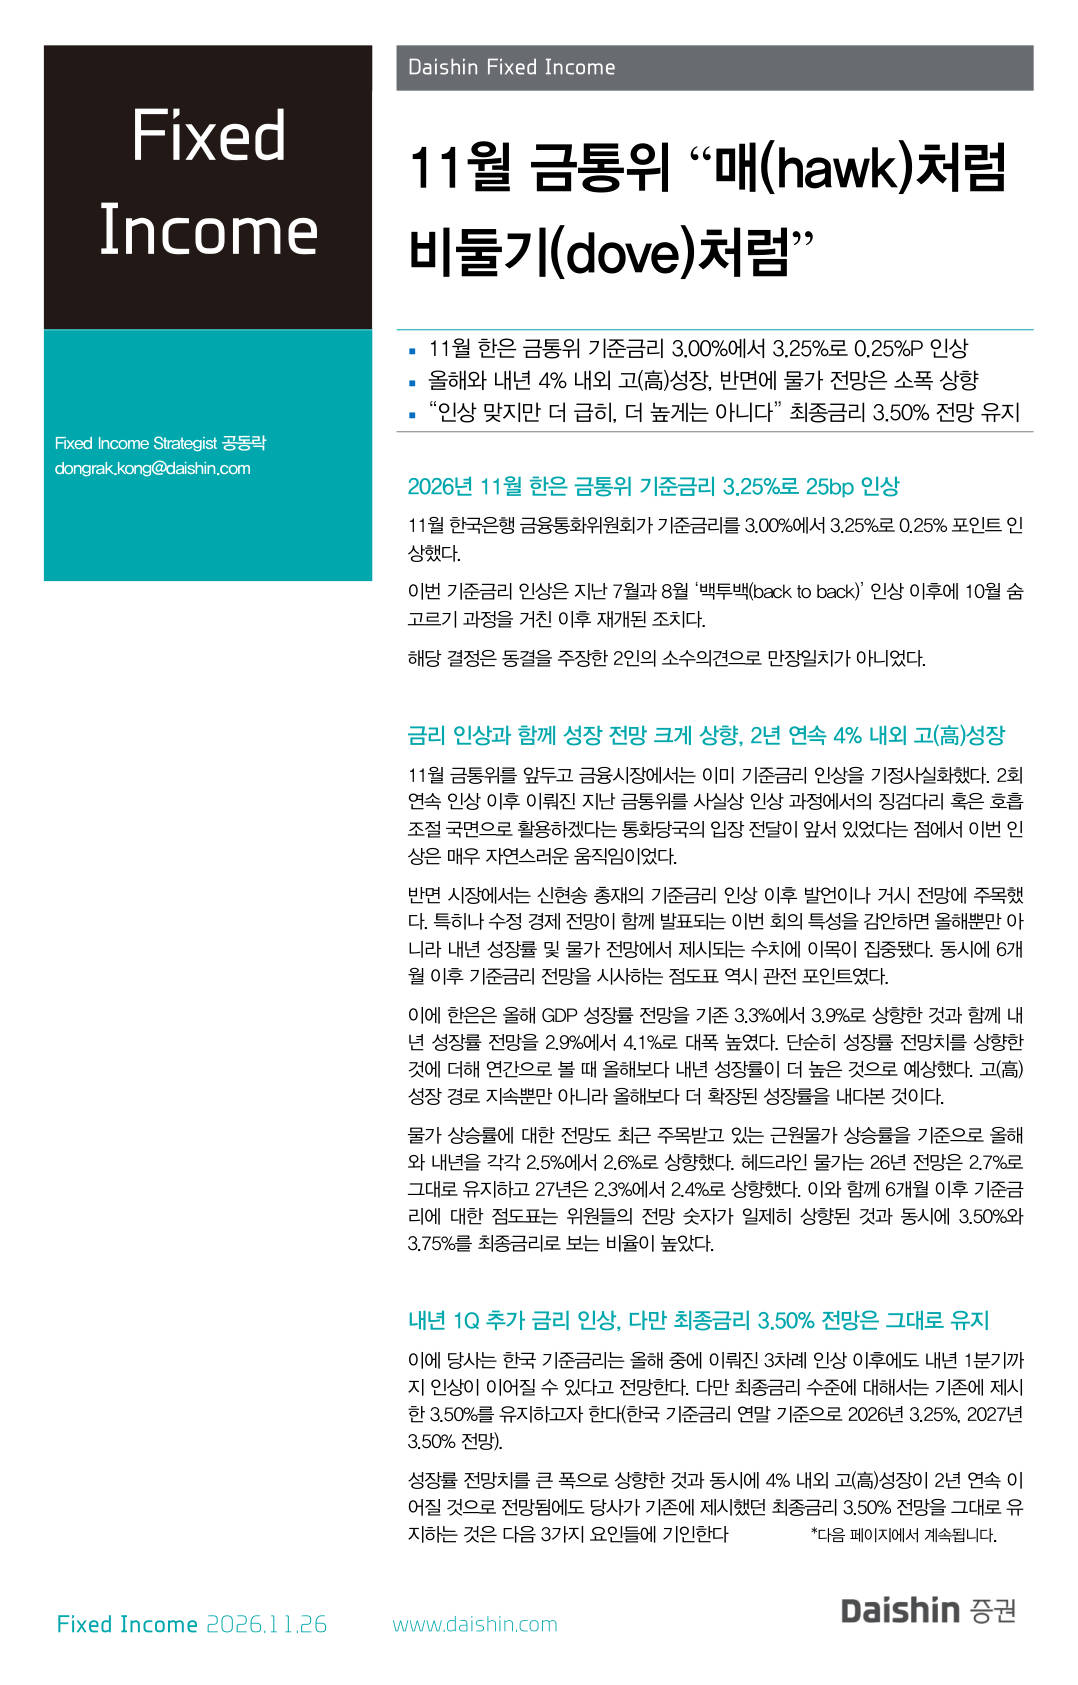 Fixed
Income
Fixed Income Strategist 공동락
dongrak.kong@daishin.com
Daishin Fixed Income
11월 금통위 “매(hawk)처럼
비둘기(dove)처럼”
▪ 11월 한은 금통위 기준금리 3.00%에서 3.25%로 0.25%P 인상
▪ 올해와 내년 4% 내외 고(高)성장, 반면에 물가 전망은 소폭 상향
▪ “인상 맞지만 더 급히, 더 높게는 아니다” 최종금리 3.50% 전망 유지
2026년 11월 한은 금통위 기준금리 3.25%로 25bp 인상
11월 한국은행 금융통화위원회가 기준금리를 3.00%에서 3.25%로 0.25% 포인트 인
상했다.
이번 기준금리 인상은 지난 7월과 8월 ‘백투백(back to back)’ 인상 이후에 10월 숨
고르기 과정을 거친 이후 재개된 조치다.
해당 결정은 동결을 주장한 2인의 소수의견으로 만장일치가 아니었다.
금리 인상과 함께 성장 전망 크게 상향, 2년 연속 4% 내외 고(高)성장
11월 금통위를 앞두고 금융시장에서는 이미 기준금리 인상을 기정사실화했다. 2회
연속 인상 이후 이뤄진 지난 금통위를 사실상 인상 과정에서의 징검다리 혹은 호흡
조절 국면으로 활용하겠다는 통화당국의 입장 전달이 앞서 있었다는 점에서 이번 인
상은 매우 자연스러운 움직임이었다.
반면 시장에서는 신현송 총재의 기준금리 인상 이후 발언이나 거시 전망에 주목했
다. 특히나 수정 경제 전망이 함께 발표되는 이번 회의 특성을 감안하면 올해뿐만 아
니라 내년 성장률 및 물가 전망에서 제시되는 수치에 이목이 집중됐다. 동시에 6개
월 이후 기준금리 전망을 시사하는 점도표 역시 관전 포인트였다.
이에 한은은 올해 GDP 성장률 전망을 기존 3.3%에서 3.9%로 상향한 것과 함께 내
년 성장률 전망을 2.9%에서 4.1%로 대폭 높였다. 단순히 성장률 전망치를 상향한
것에 더해 연간으로 볼 때 올해보다 내년 성장률이 더 높은 것으로 예상했다. 고(高)
성장 경로 지속뿐만 아니라 올해보다 더 확장된 성장률을 내다본 것이다.
물가 상승률에 대한 전망도 최근 주목받고 있는 근원물가 상승률을 기준으로 올해
와 내년을 각각 2.5%에서 2.6%로 상향했다. 헤드라인 물가는 26년 전망은 2.7%로
그대로 유지하고 27년은 2.3%에서 2.4%로 상향했다. 이와 함께 6개월 이후 기준금
리에 대한 점도표는 위원들의 전망 숫자가 일제히 상향된 것과 동시에 3.50%와
3.75%를 최종금리로 보는 비율이 높았다.
내년 1Q 추가 금리 인상, 다만 최종금리 3.50% 전망은 그대로 유지
이에 당사는 한국 기준금리는 올해 중에 이뤄진 3차례 인상 이후에도 내년 1분기까
지 인상이 이어질 수 있다고 전망한다. 다만 최종금리 수준에 대해서는 기존에 제시
한 3.50%를 유지하고자 한다(한국 기준금리 연말 기준으로 2026년 3.25%, 2027년
3.50% 전망).
성장률 전망치를 큰 폭으로 상향한 것과 동시에 4% 내외 고(高)성장이 2년 연속 이
어질 것으로 전망됨에도 당사가 기존에 제시했던 최종금리 3.50% 전망을 그대로 유
지하는 것은 다음 3가지 요인들에 기인한다 *다음 페이지에서 계속됩니다.
Fixed Income 2026.11.26 www.daishin.com Daishin 증권